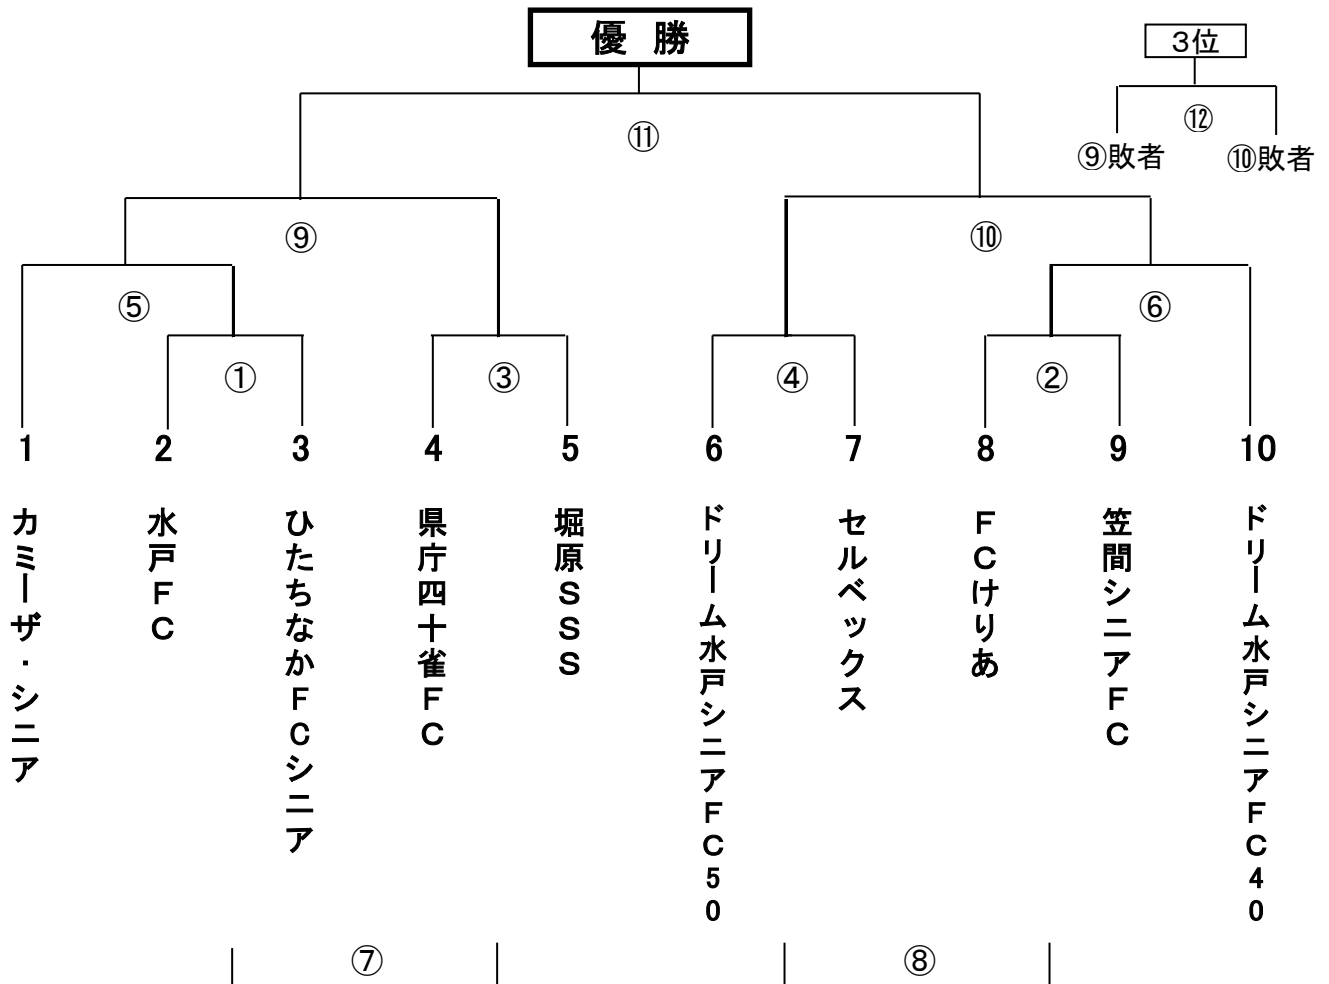 優 勝
3位
⑪
⑫
⑨敗者
⑩敗者
⑨
⑩
⑤
⑥
①
③
④
②
1
2
3
4
5
6
7
8
9
10
カミーザ・シニア
水戸FC
ひたちなかFCシニア
県庁四十雀FC
堀原SSS
ドリーム水戸シニアFC50
セルベックス
FCけりあ
笠間シニアFC
ドリーム水戸シニアFC40
⑦
⑧